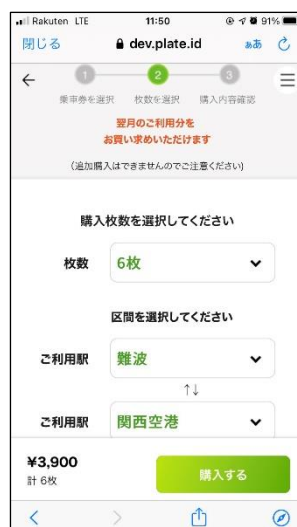 Rakuten LTE 11:50 91%
閉じる dev.plate.id ぁあ
1 2 3
乗車券を選択 枚数を選択 購入内容確認
翌月のご利用分を
お買い求めいただけます
(追加購入はできませんのでご注意ください)
購入枚数を選択してください
枚数 6枚
区間を選択してください
ご利用駅 難波
↑↓
ご利用駅 関西空港
¥3,900
計 6枚
購入する